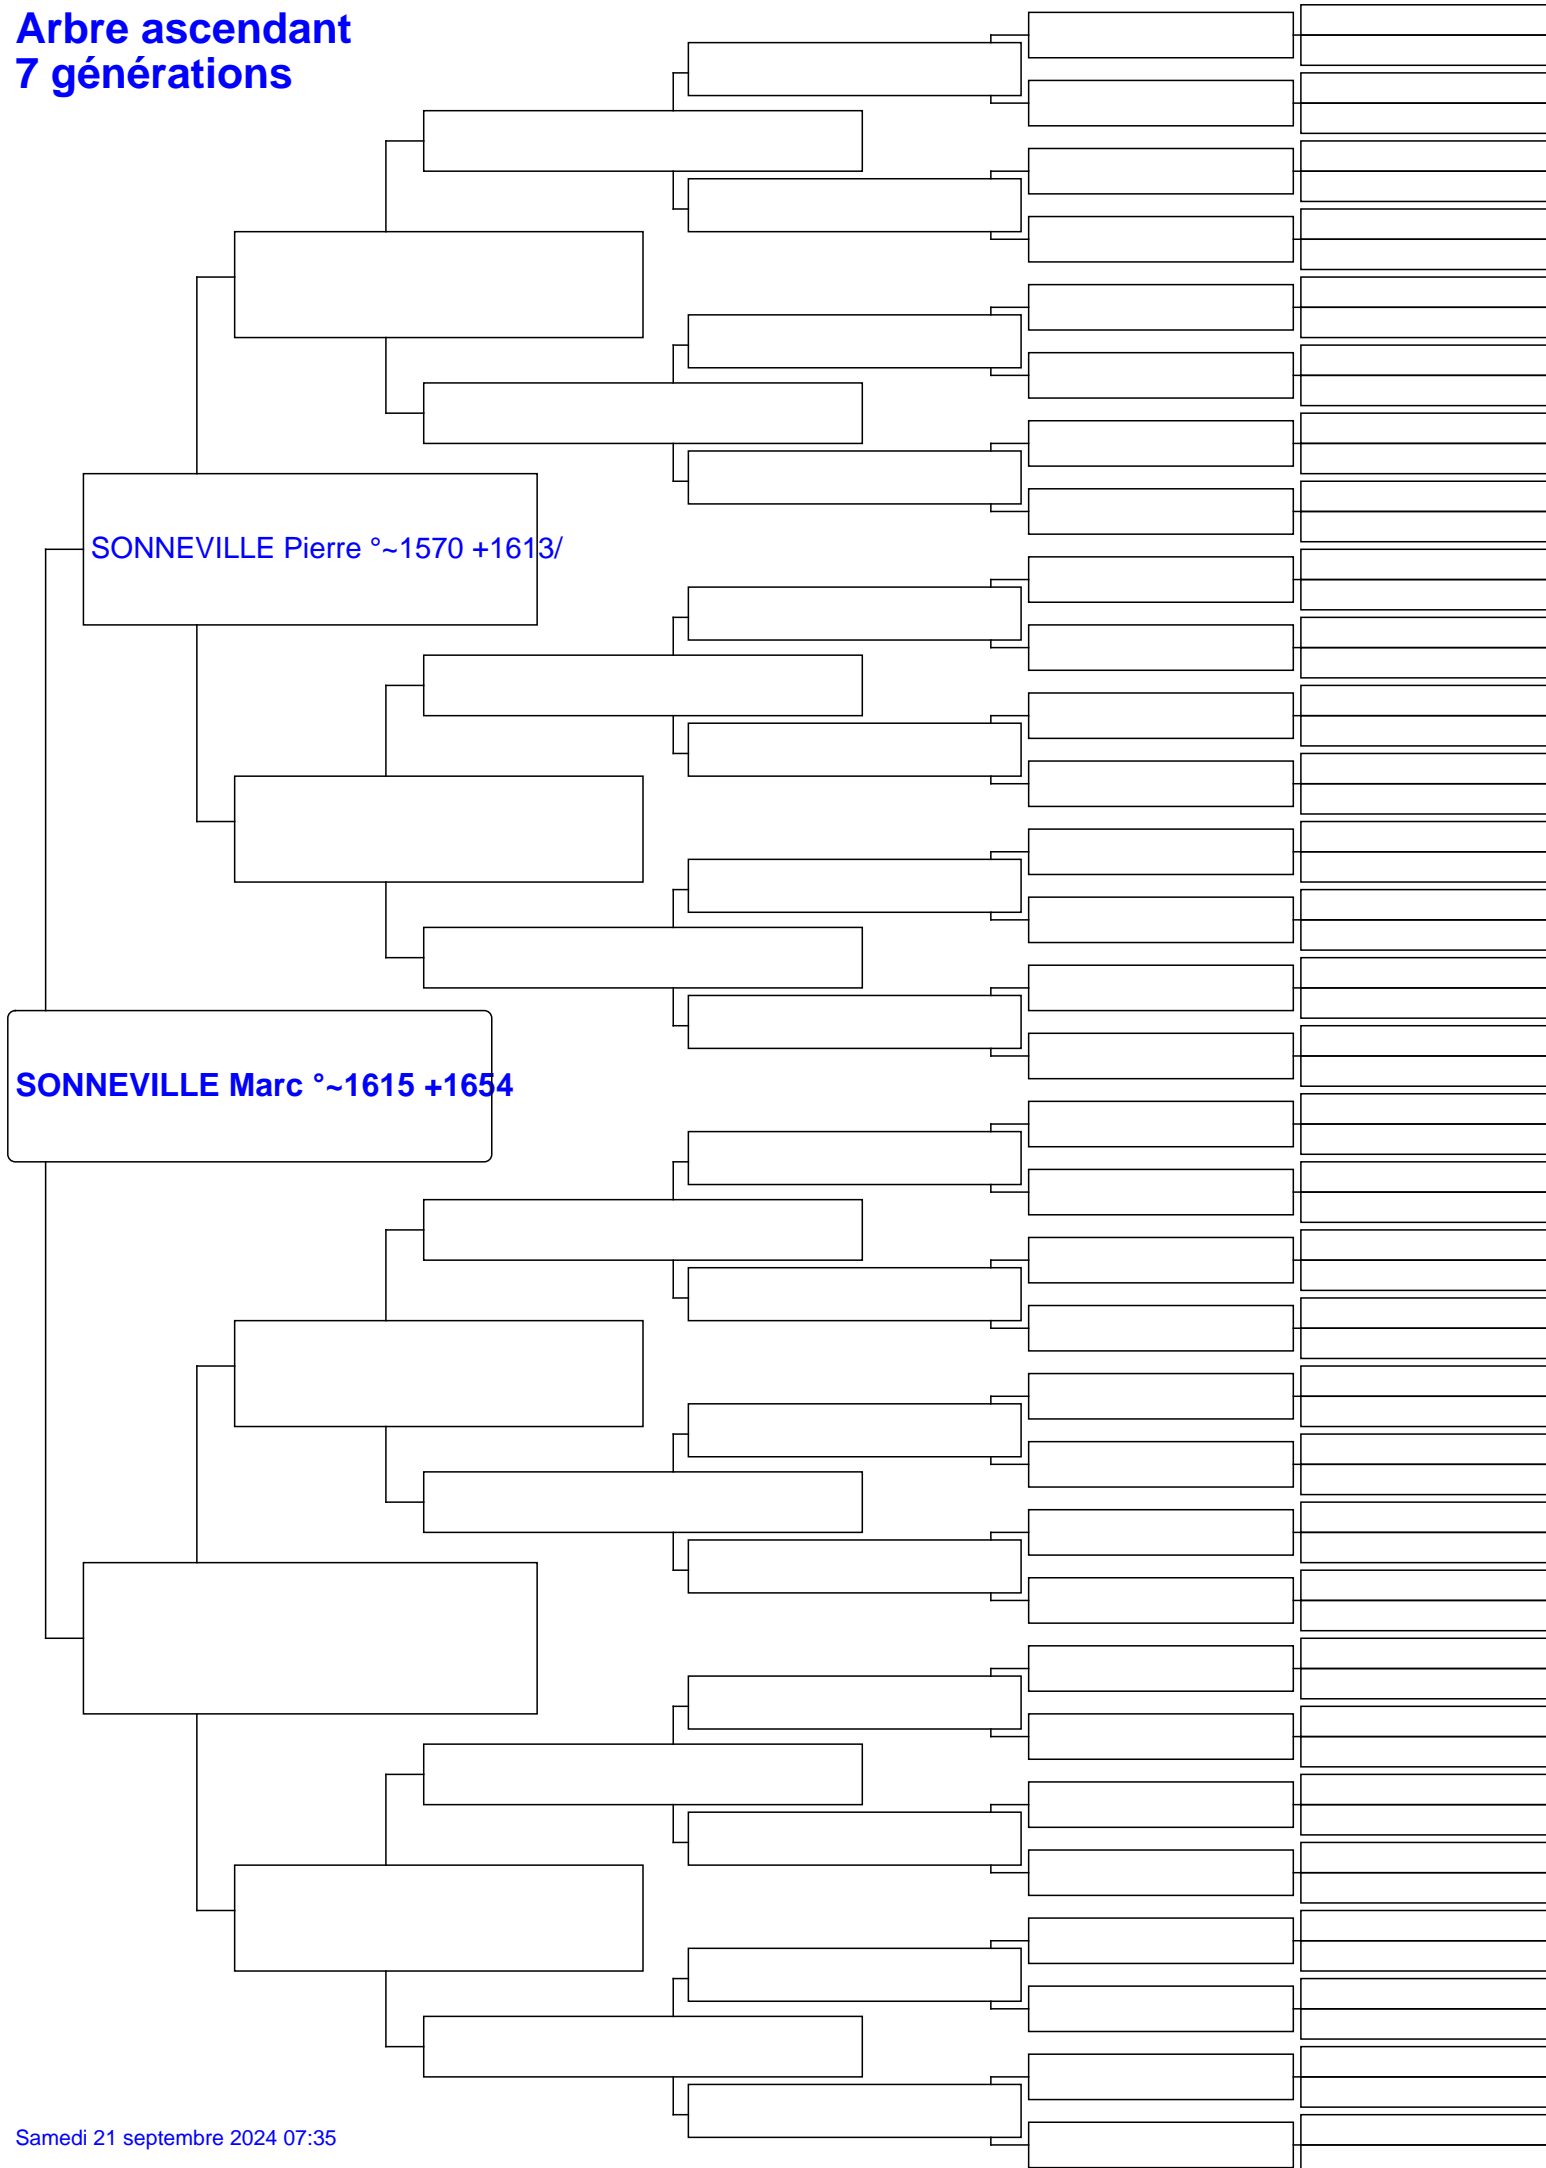 Arbre ascendant
7 générations
SONNEVILLE Pierre °~1570 +1613/
SONNEVILLE Marc °~1615 +1654
Samedi 21 septembre 2024 07:35